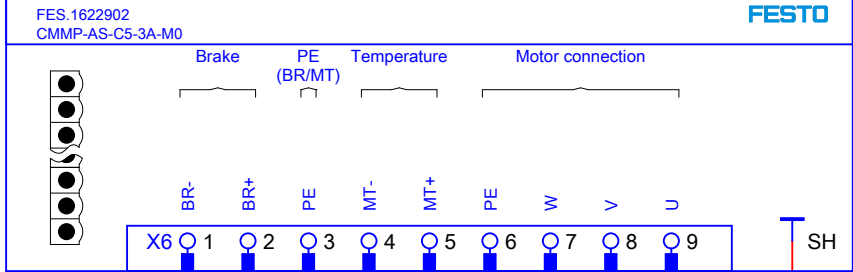 FES.1622902
CMMP-AS-C5-3A-M0
FESTO
Brake PE (BR/MT) Temperature Motor connection
BR- BR+ PE MT- MT+ PE W V U
X6 1 2 3 4 5 6 7 8 9 SH